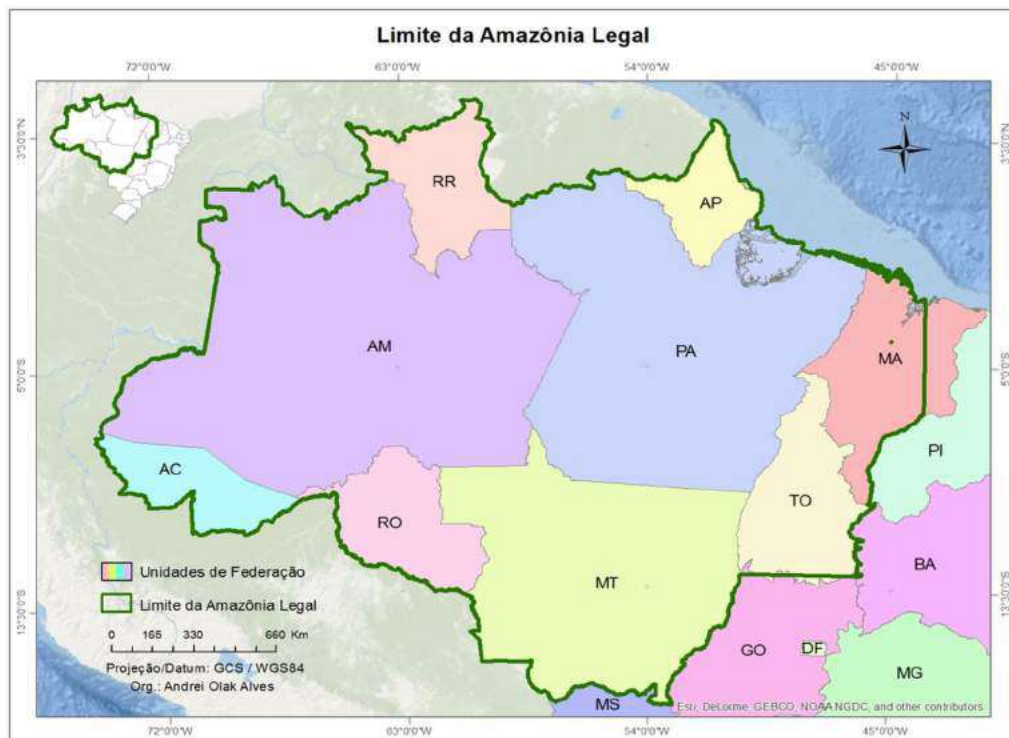 Limite da Amazônia Legal
72°0'0"W 63°0'0"W 54°0'0"W 45°0'0"W
3°30'0"N
3°30'0"N
N
RR
AP
AM
PA
MA
5°0'0"S
5°0'0"S
PI
AC
TO
RO
BA
MT
Unidades de Federação
Limite da Amazônia Legal
13°30'0"S
13°30'0"S
0 165 330 660 Km
GO
DF
MG
Projeção/Datum: GCS / WGS84
Org.: Andrei Olak Alves
MS
Esri, DeLorme, GEBCO, NOAA NGDC, and other contributors
72°0'0"W 63°0'0"W 54°0'0"W 45°0'0"W